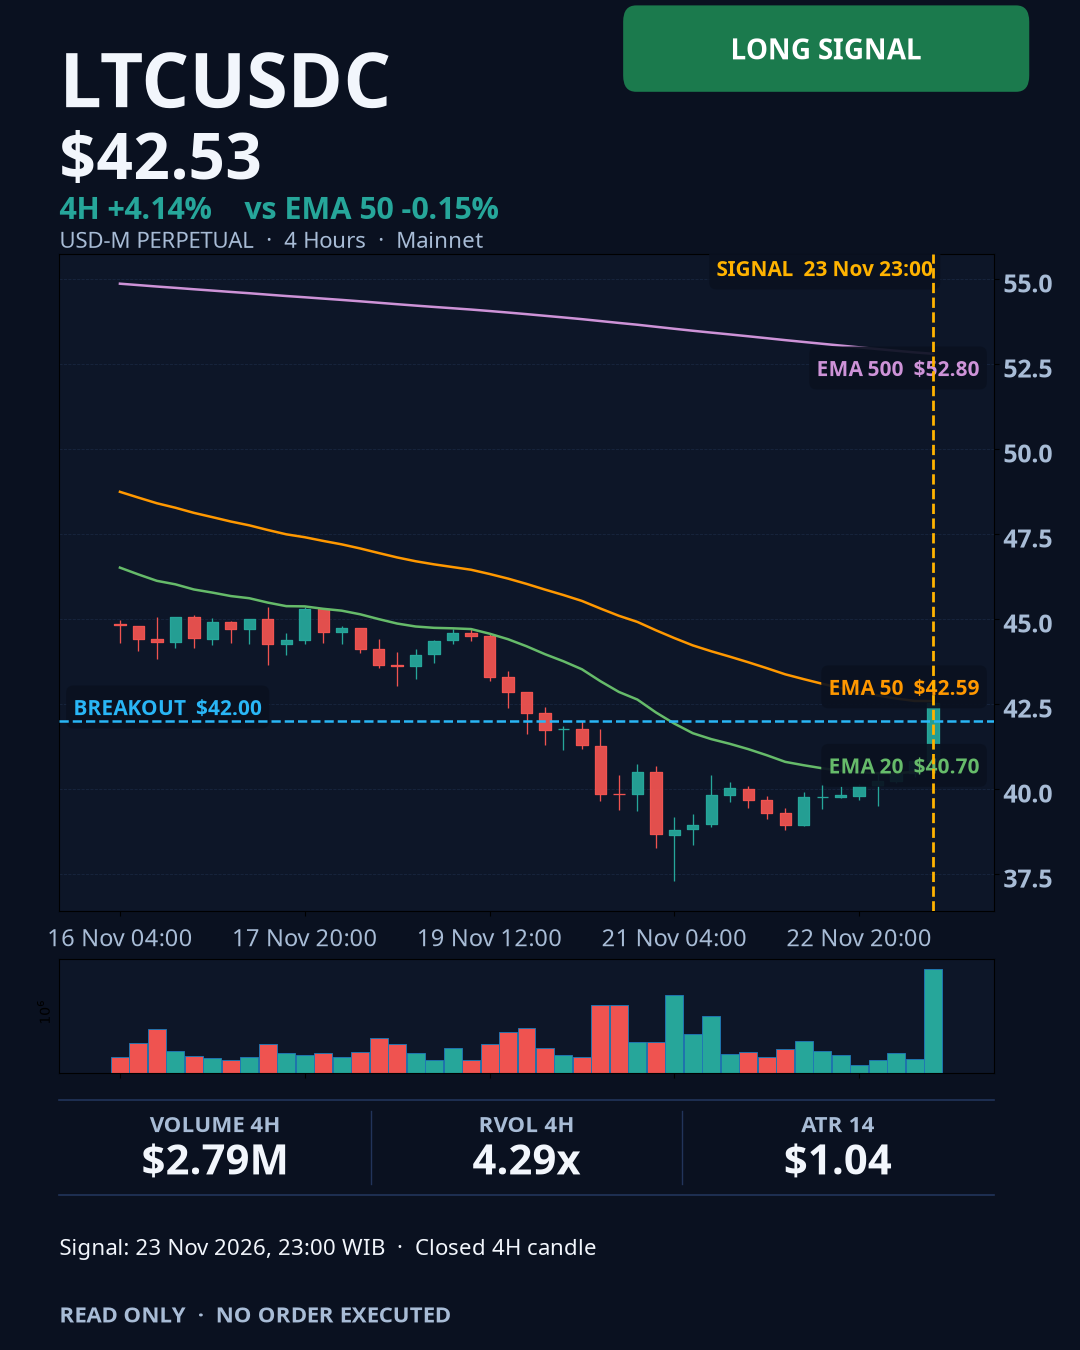 LONG SIGNAL
LTCUSDC
$42.53
4H +4.14% vs EMA 50 -0.15%
USD-M PERPETUAL · 4 Hours · Mainnet
SIGNAL 23 Nov 23:00
55.0
EMA 500 $52.80
52.5
50.0
47.5
45.0
EMA 50 $42.59
BREAKOUT $42.00
42.5
EMA 20 $40.70
40.0
37.5
16 Nov 04:00 17 Nov 20:00 19 Nov 12:00 21 Nov 04:00 22 Nov 20:00
10⁶
VOLUME 4H RVOL 4H ATR 14
$2.79M 4.29x $1.04
Signal: 23 Nov 2026, 23:00 WIB · Closed 4H candle
READ ONLY · NO ORDER EXECUTED